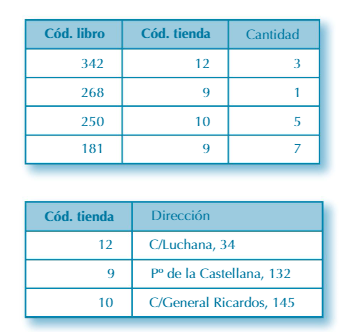 Cód. libro Cód. tienda Cantidad
342 12 3
268 9 1
250 10 5
181 9 7
Cód. tienda Dirección
12 C/Luchana, 34
9 Pº de la Castellana, 132
10 C/General Ricardos, 145